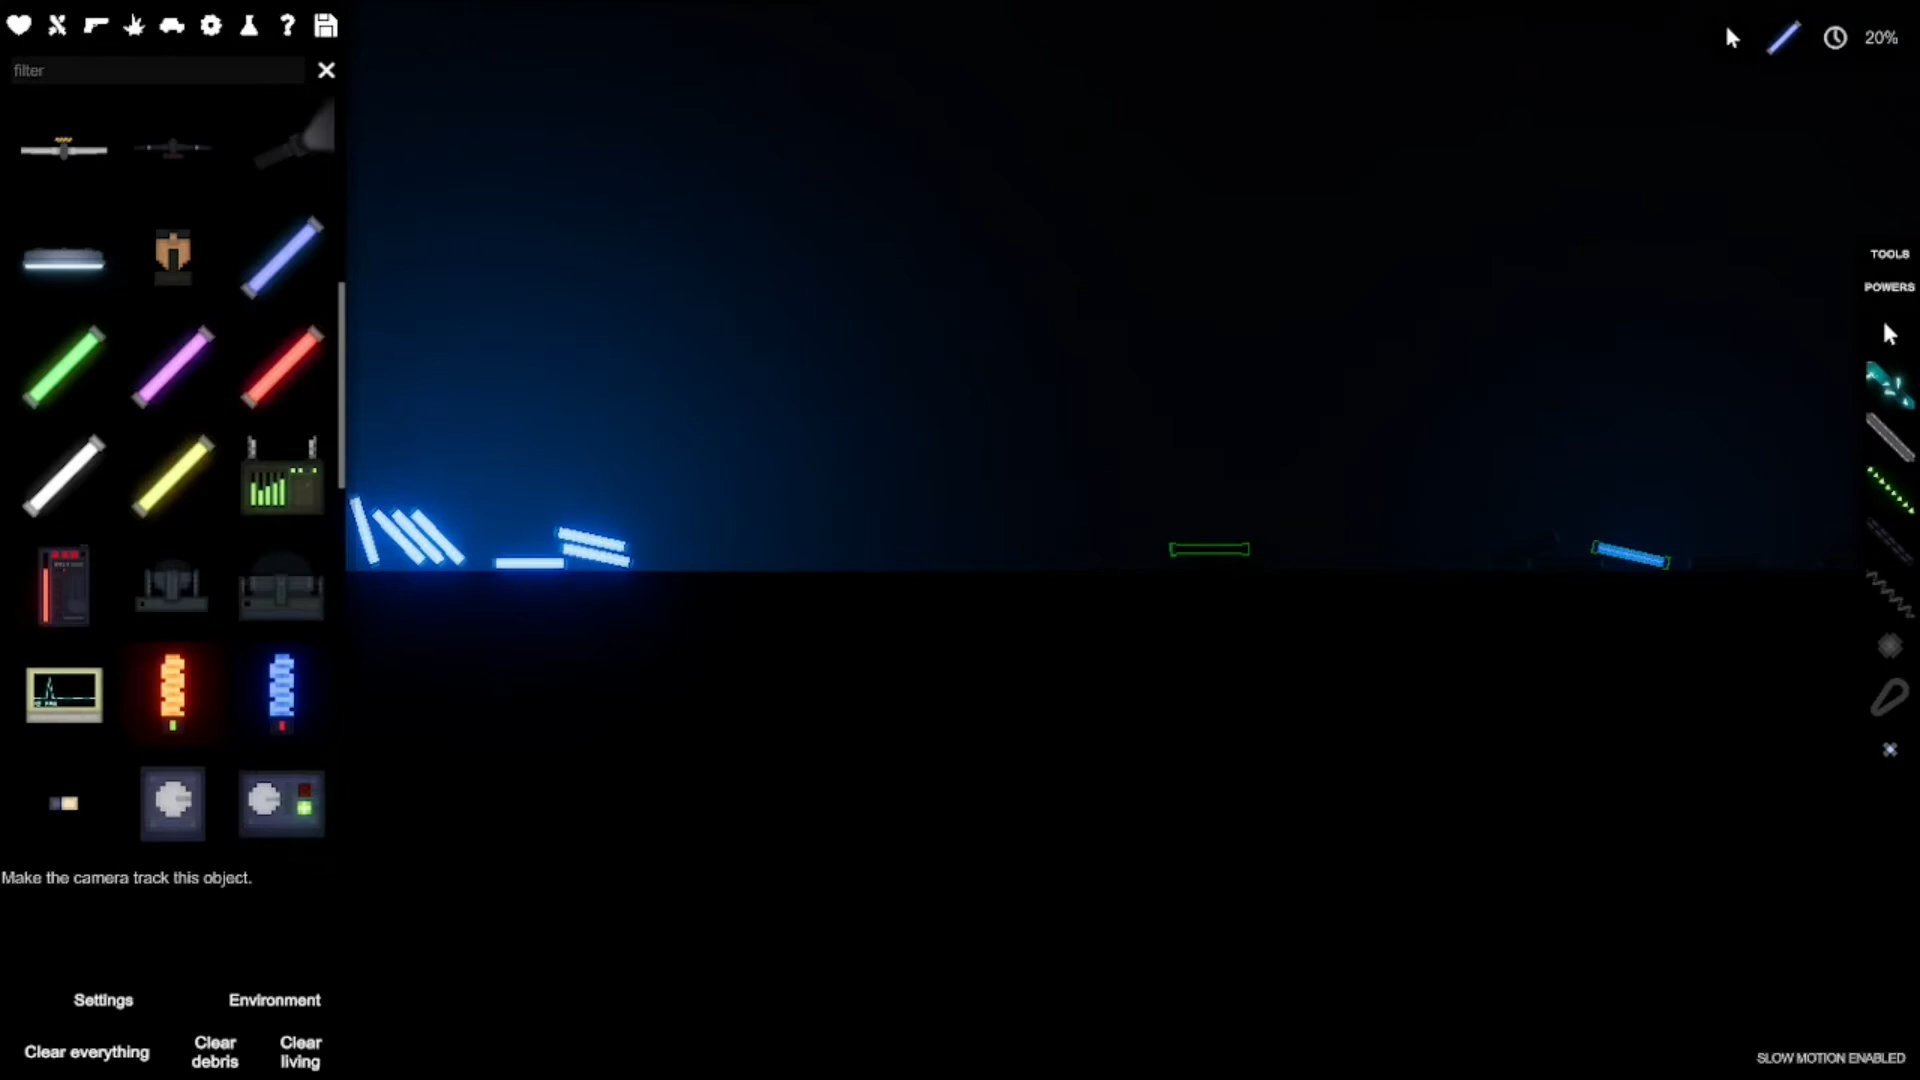 filter
20%
TOOLS
POWERS
Make the camera track this object.
Settings
Environment
Clear everything
Clear
debris
Clear
living
SLOW MOTION ENABLED